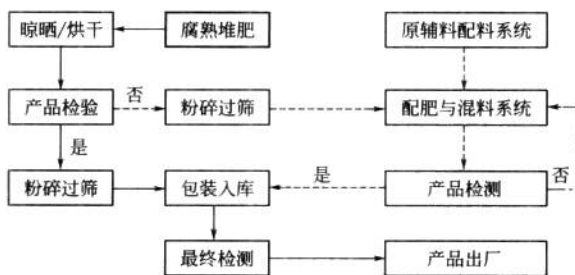 晾晒/烘干
腐熟堆肥
原辅料配料系统
产品检验
否
粉碎过筛
配肥与混料系统
是
粉碎过筛
包装入库
是
产品检测
否
最终检测
产品出厂